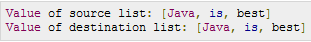 Value of source list: [Java, is, best]
Value of destination list: [Java, is, best]